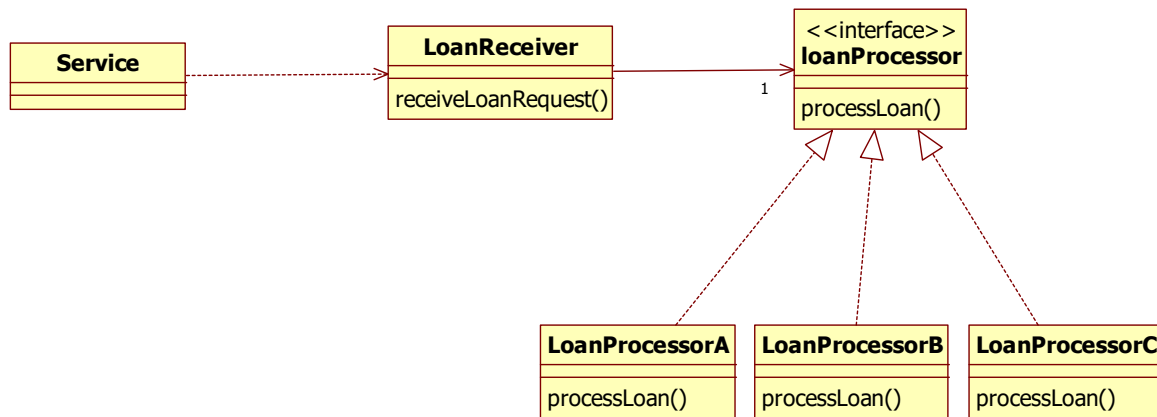 Service
LoanReceiver
receiveLoanRequest()
1
<<interface>>
loanProcessor
processLoan()
LoanProcessorA
processLoan()
LoanProcessorB
processLoan()
LoanProcessorC
processLoan()